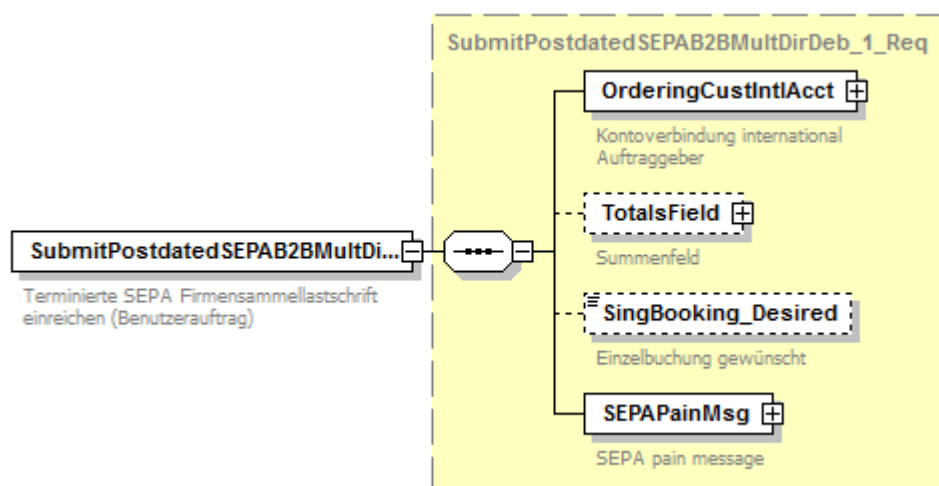 SubmitPostdatedSEPAB2BMultDirDeb_1_Req
OrderingCustIntlAcct
Kontoverbindung international
Auftraggeber
TotalsField
Summenfeld
SubmitPostdatedSEPAB2BMultDi...
Terminierte SEPA Firmensammellastschrift
einreichen (Benutzerauftrag)
SingBooking_Desired
Einzelbuchung gewünscht
SEPAPainMsg
SEPA pain message